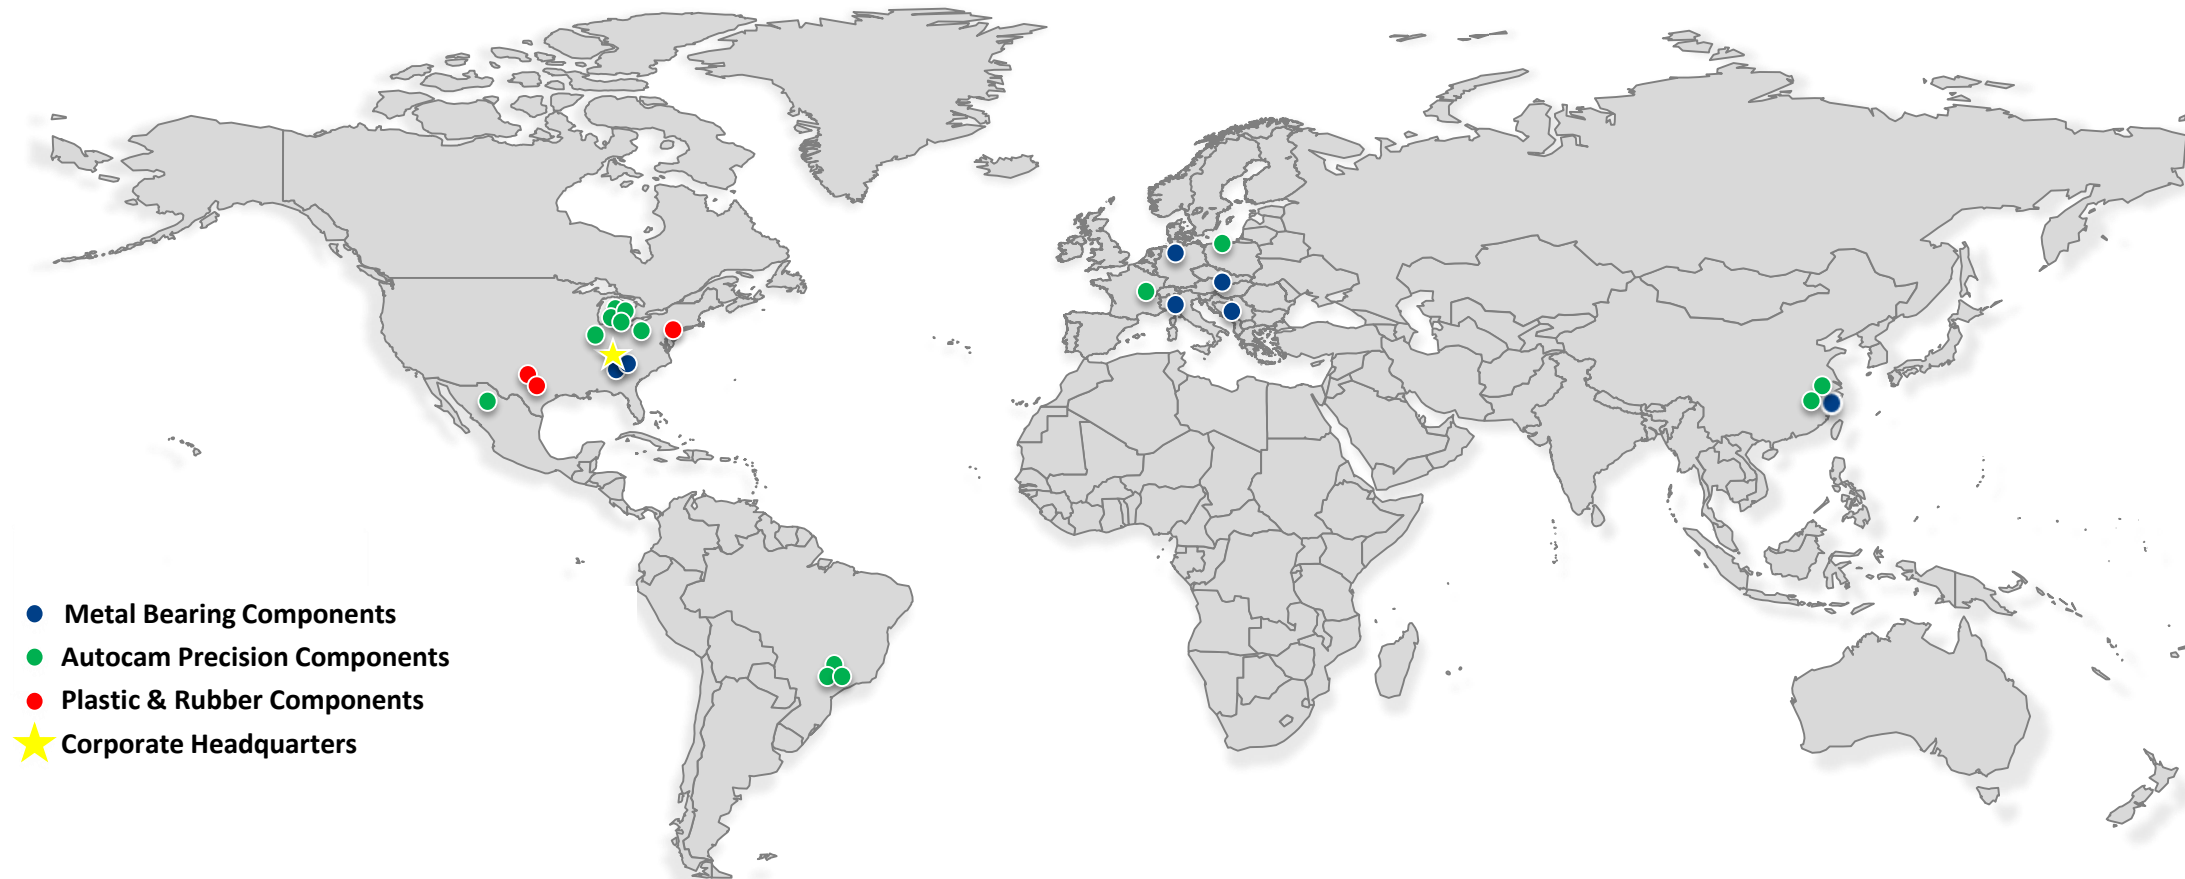 Metal Bearing Components
Autocam Precision Components
Plastic & Rubber Components
Corporate Headquarters